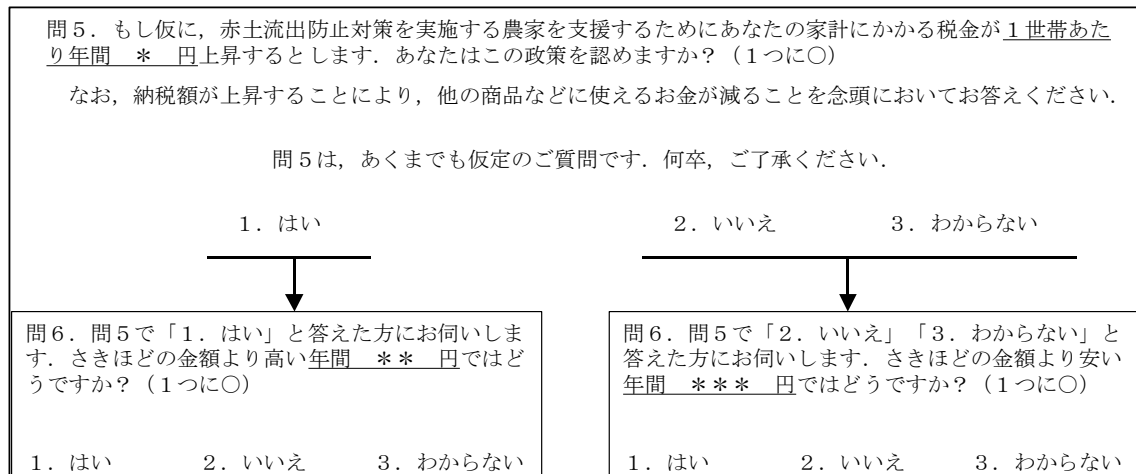 問５．もし仮に，赤土流出防止対策を実施する農家を支援するためにあなたの家計にかかる税金が１世帯あた
り年間　＊　円上昇するとします．あなたはこの政策を認めますか？（１つに○）
なお，納税額が上昇することにより，他の商品などに使えるお金が減ることを念頭においてお答えください．
問５は，あくまでも仮定のご質問です．何卒，ご了承ください．
１．はい　　２．いいえ　　３．わからない
問６．問５で「１．はい」と答えた方にお伺いしま
す．さきほどの金額より高い年間　＊＊　円ではど
うですか？（１つに○）
１．はい　　２．いいえ　　３．わからない
問６．問５で「２．いいえ」「３．わからない」と
答えた方にお伺いします．さきほどの金額より安い
年間　＊＊＊　円ではどうですか？（１つに○）
１．はい　　２．いいえ　　３．わからない